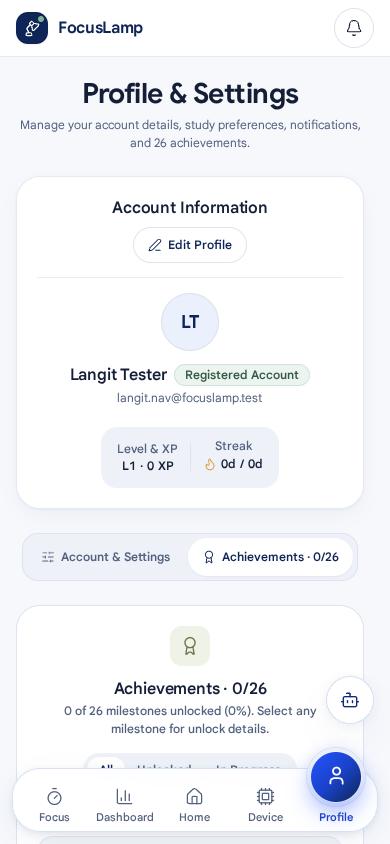 FocusLamp
Profile & Settings
Manage your account details, study preferences, notifications,
and 26 achievements.
Account Information
Edit Profile
LT
Langit Tester
Registered Account
langit.nav@focuslamp.test
Level & XP
L1 · 0 XP
Streak
0d / 0d
Account & Settings
Achievements · 0/26
Achievements · 0/26
0 of 26 milestones unlocked (0%). Select any
milestone for unlock details.
All Unlocked In Progress
Focus
Dashboard
Home
Device
Profile